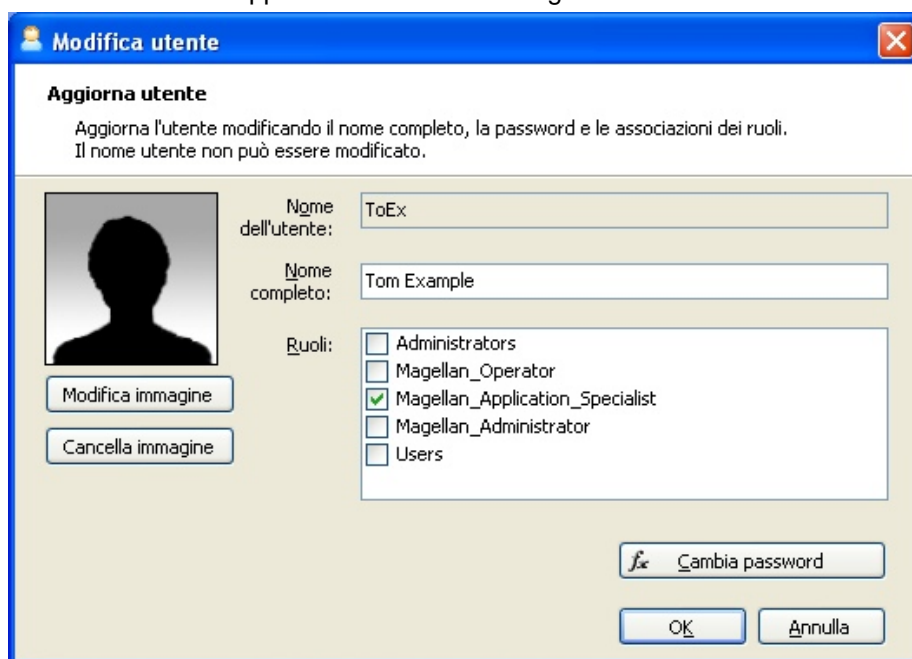 Modifica utente
Aggiorna utente
Aggiorna l'utente modificando il nome completo, la password e le associazioni dei ruoli.
Il nome utente non può essere modificato.
Nome
dell'utente:
ToEx
Nome
completo:
Tom Example
Ruoli:
Administrators
Magellan_Operator
Magellan_Application_Specialist
Magellan_Administrator
Users
Modifica immagine
Cancella immagine
fx Cambia password
OK
Annulla